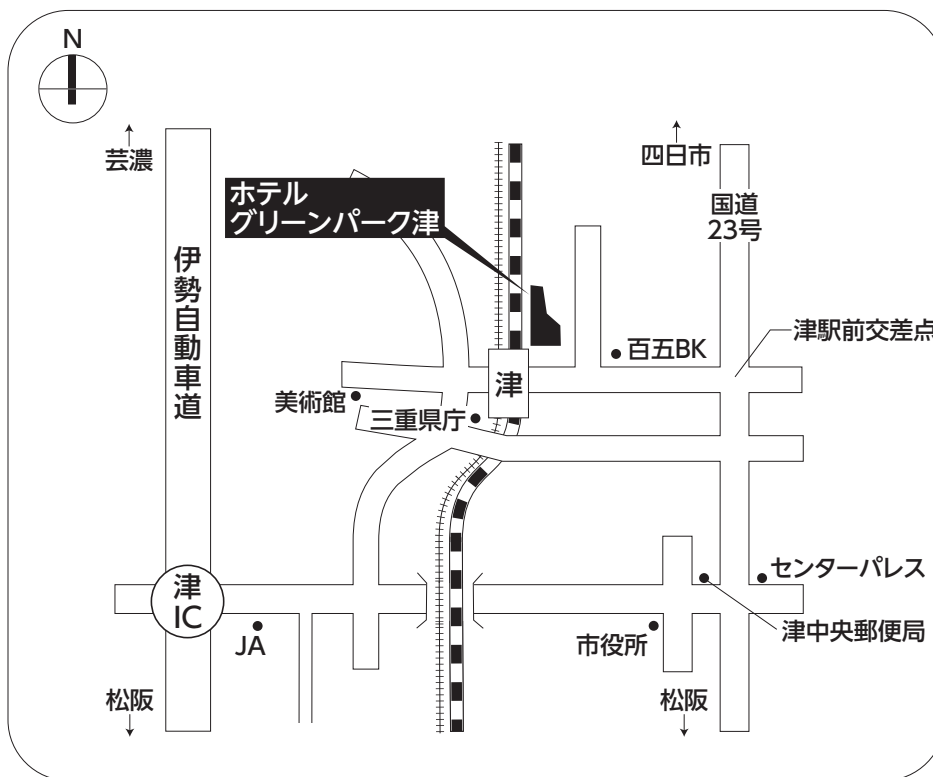 N
芸濃
四日市
ホテル
グリーンパーク津
国道
23号
伊勢自動車道
津駅前交差点
百五BK
津
美術館
三重県庁
センターパレス
津
IC
津中央郵便局
JA
市役所
松阪
松阪